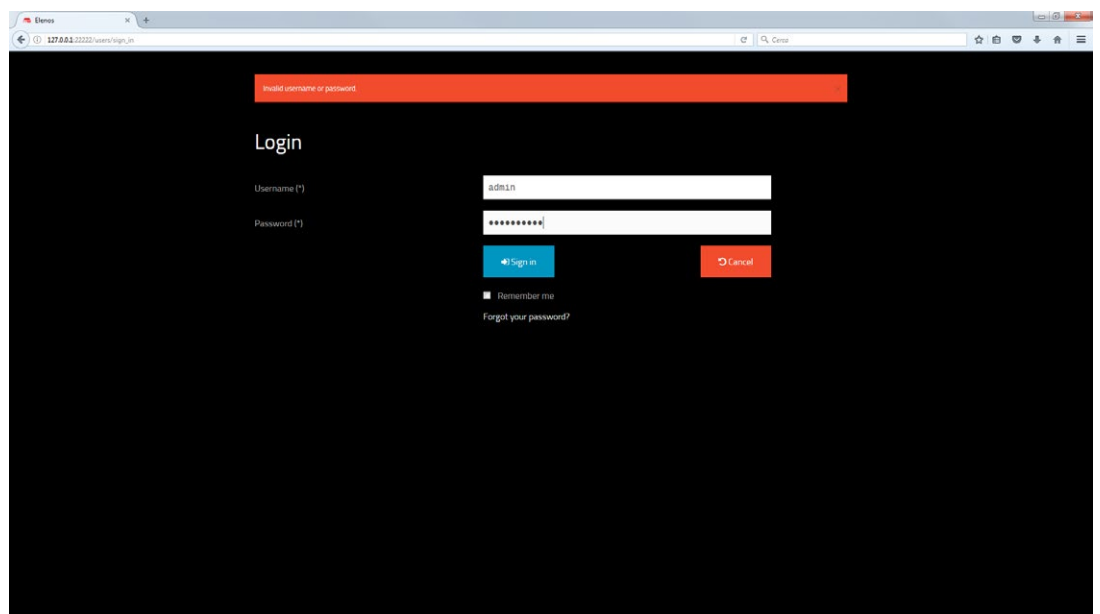 Elenos
127.0.0.1:22222/users/sign_in
Cerca
Invalid username or password.
Login
Username (*)
admin
Password (*)
••••••••••
Sign in
Cancel
Remember me
Forgot your password?